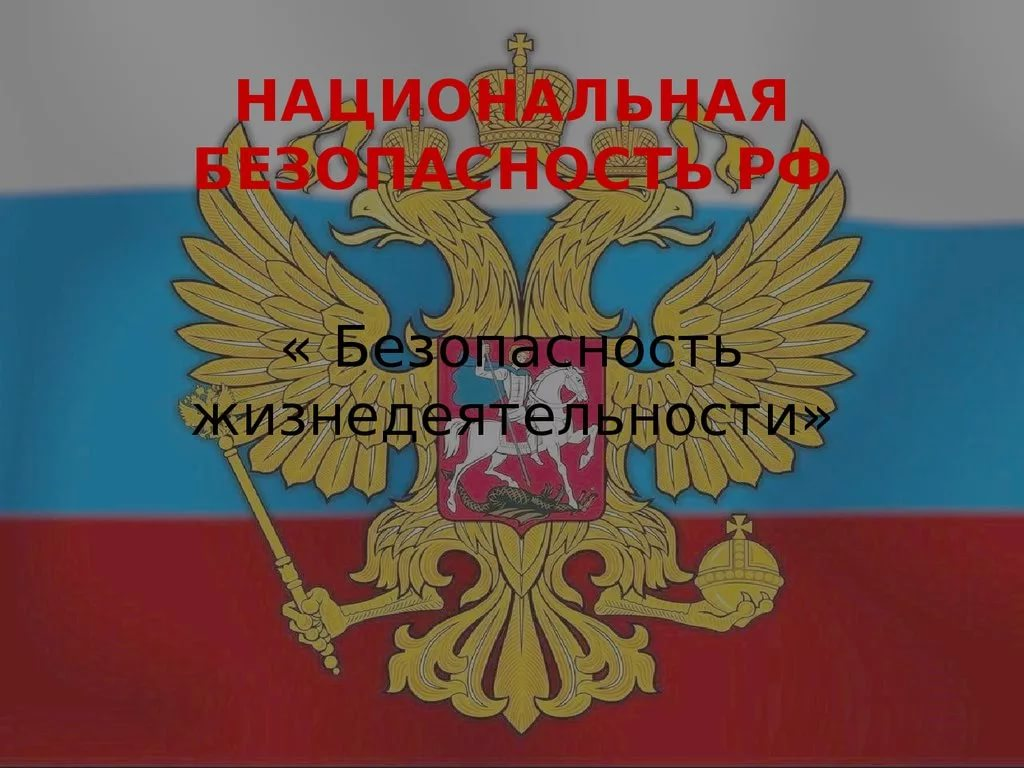 НАЦИОНАЛЬНАЯ
БЕЗОПАСНОСТЬ РФ
« Безопасность
жизнедеятельности»